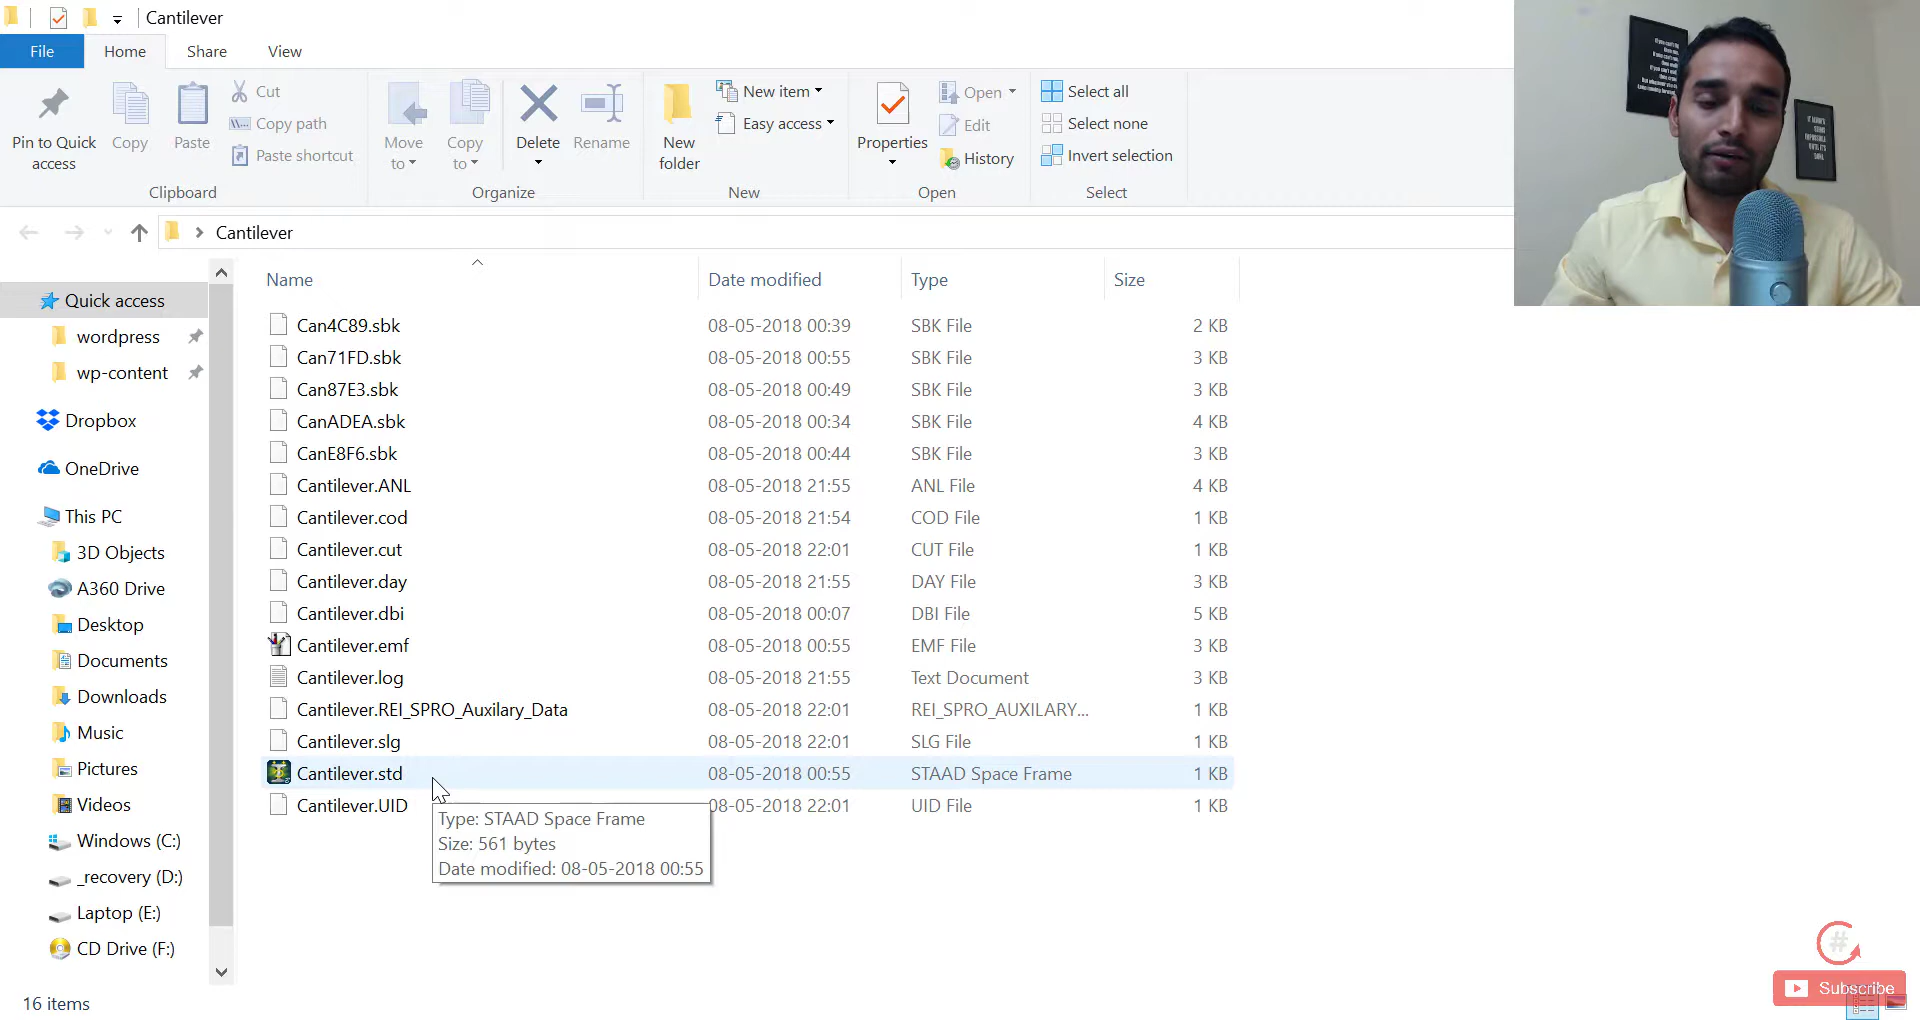 Cantilever
File Home Share View
Pin to Quick access
Copy
Paste
Cut
Copy path
Paste shortcut
Clipboard
Move to
Copy to
Delete
Rename
Organize
New folder
New item
Easy access
New
Properties
Open
Edit
History
Open
Select all
Select none
Invert selection
Select
Cantilever
Name Date modified Type Size
Can4C89.sbk 08-05-2018 00:39 SBK File 2 KB
Can71FD.sbk 08-05-2018 00:55 SBK File 3 KB
Can87E3.sbk 08-05-2018 00:49 SBK File 3 KB
CanADEA.sbk 08-05-2018 00:34 SBK File 4 KB
CanE8F6.sbk 08-05-2018 00:44 SBK File 3 KB
Cantilever.ANL 08-05-2018 21:55 ANL File 4 KB
Cantilever.cod 08-05-2018 21:54 COD File 1 KB
Cantilever.cut 08-05-2018 22:01 CUT File 1 KB
Cantilever.day 08-05-2018 21:55 DAY File 3 KB
Cantilever.dbi 08-05-2018 00:07 DBI File 5 KB
Cantilever.emf 08-05-2018 00:55 EMF File 3 KB
Cantilever.log 08-05-2018 21:55 Text Document 3 KB
Cantilever.REI_SPRO_Auxilary_Data 08-05-2018 22:01 REI_SPRO_AUXILARY... 1 KB
Cantilever.slg 08-05-2018 22:01 SLG File 1 KB
Cantilever.std 08-05-2018 00:55 STAAD Space Frame 1 KB
Cantilever.UID 08-05-2018 22:01 UID File 1 KB
Type: STAAD Space Frame
Size: 561 bytes
Date modified: 08-05-2018 00:55
Quick access
wordpress
wp-content
Dropbox
OneDrive
This PC
3D Objects
A360 Drive
Desktop
Documents
Downloads
Music
Pictures
Videos
Windows (C:)
_recovery (D:)
Laptop (E:)
CD Drive (F:)
16 items
#
Subscribe